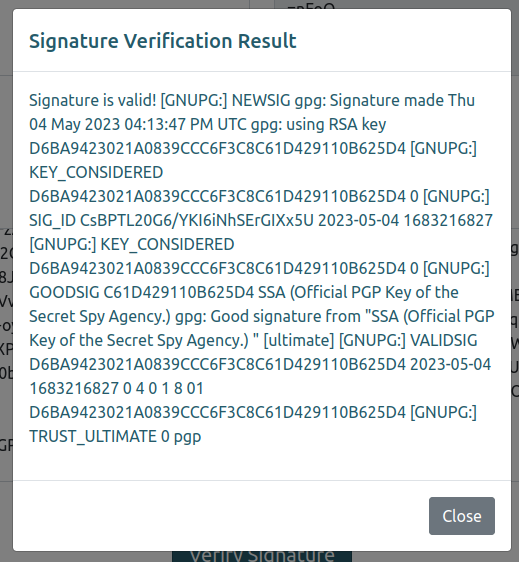 Signature Verification Result
Signature is valid! [GNUPG:] NEWSIG gpg: Signature made Thu
04 May 2023 04:13:47 PM UTC gpg: using RSA key
D6BA9423021A0839CCC6F3C8C61D429110B625D4 [GNUPG:]
KEY_CONSIDERED
D6BA9423021A0839CCC6F3C8C61D429110B625D4 0 [GNUPG:]
SIG_ID CsBPTL20G6/YKI6iNhSErGIXx5U 2023-05-04 1683216827
[GNUPG:] KEY_CONSIDERED
D6BA9423021A0839CCC6F3C8C61D429110B625D4 0 [GNUPG:]
GOODSIG C61D429110B625D4 SSA (Official PGP Key of the
Secret Spy Agency.) gpg: Good signature from "SSA (Official PGP
Key of the Secret Spy Agency.) " [ultimate] [GNUPG:] VALIDSIG
D6BA9423021A0839CCC6F3C8C61D429110B625D4 2023-05-04
1683216827 0 4 0 1 8 01
D6BA9423021A0839CCC6F3C8C61D429110B625D4 [GNUPG:]
TRUST_ULTIMATE 0 pgp
Close
Verify Signature